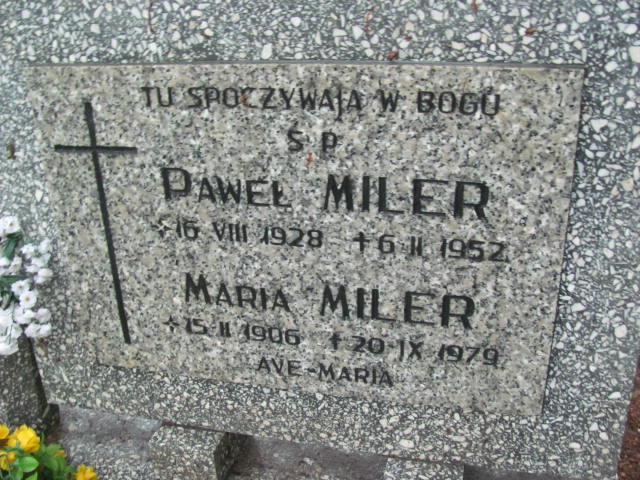 TU SPOCZYWAJĄ W BOGU
Ś P
PAWEŁ MILER
*16 VIII 1928 +6 II 1952
MARIA MILER
*15 II 1906 +20 IX 1979
AVE-MARIA